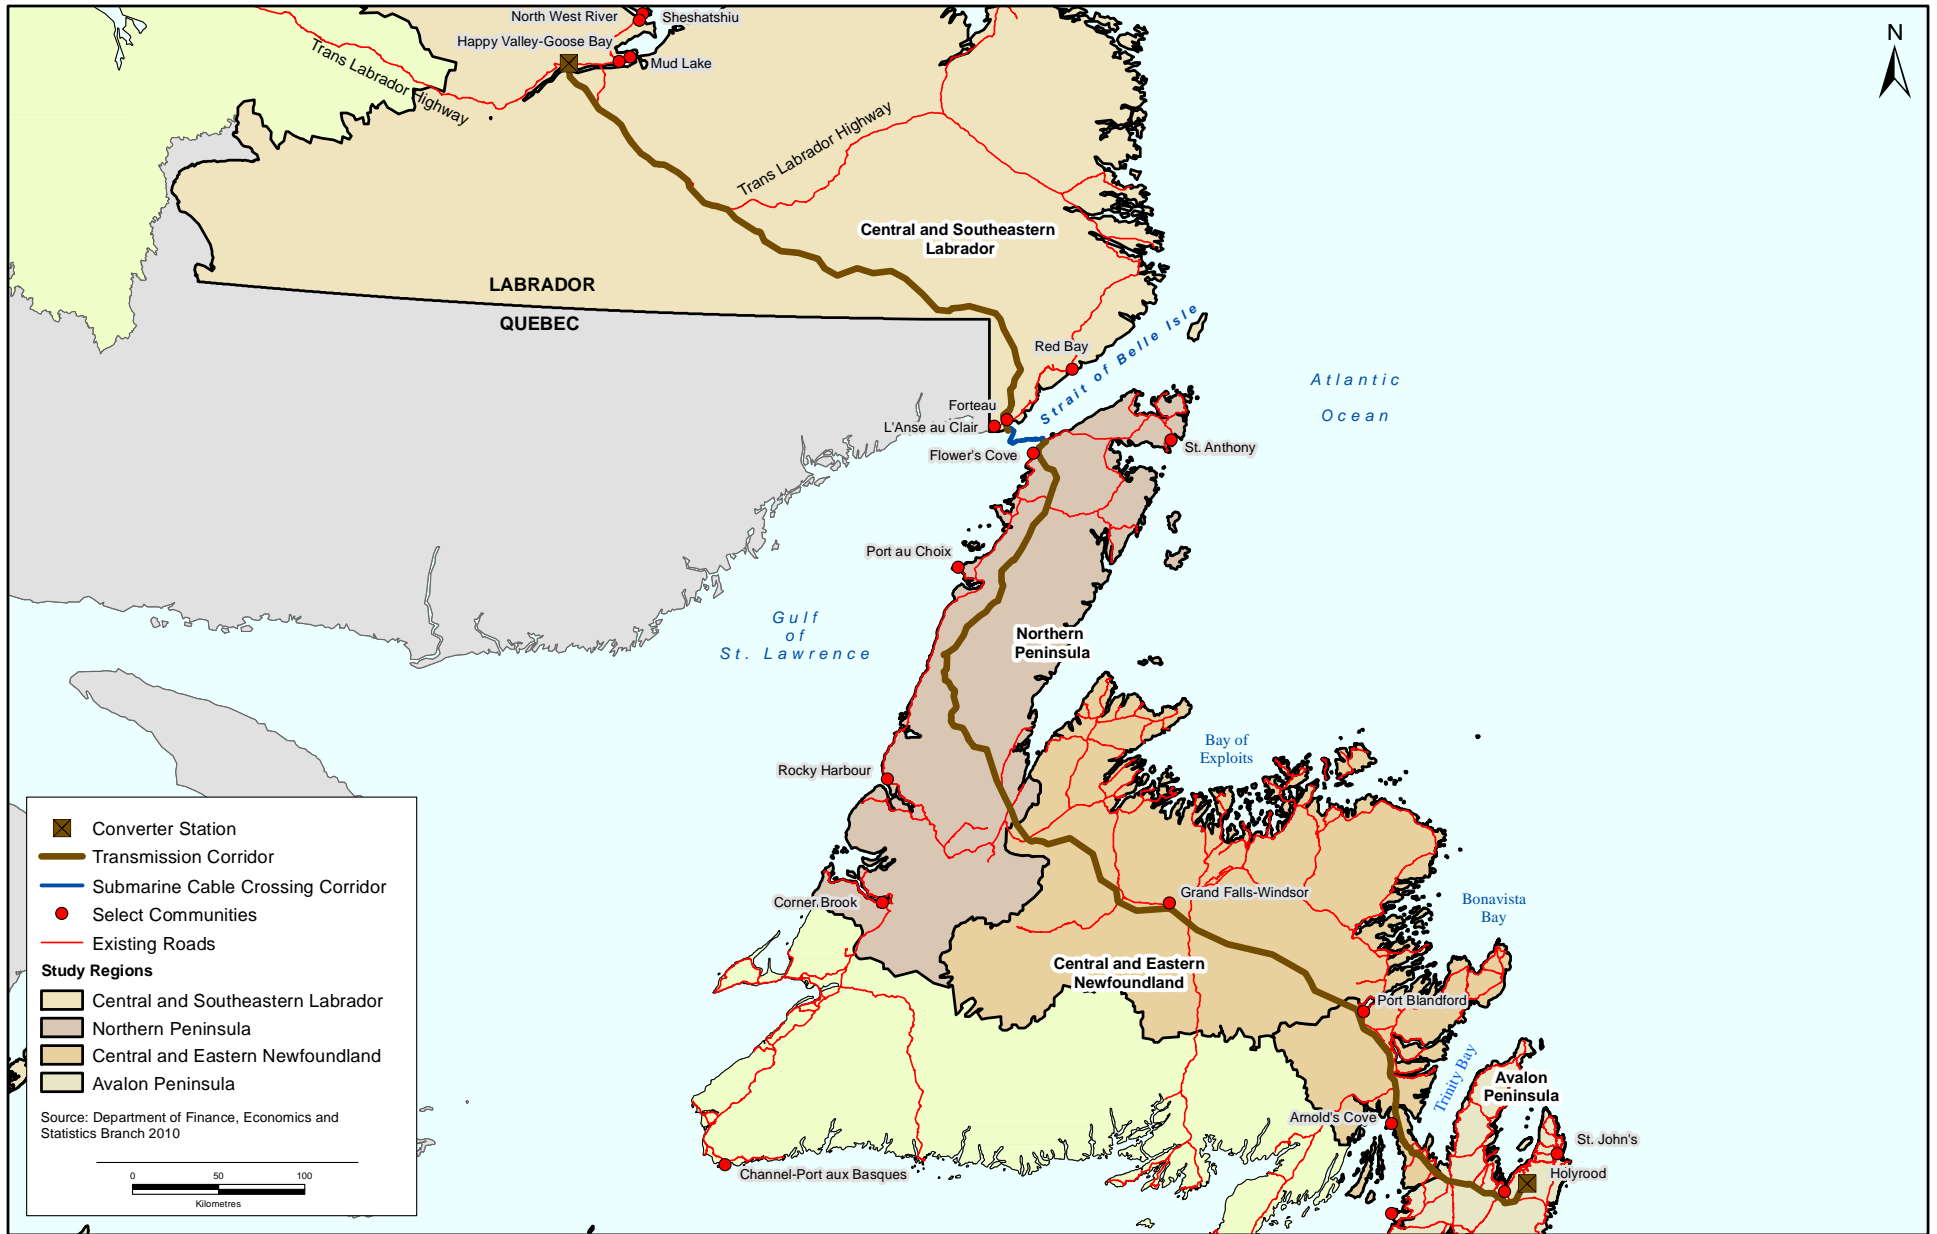 North West River
Sheshatshiu
N
Happy Valley-Goose Bay
Mud Lake
Trans Labrador Highway
Trans Labrador Highway
Central and Southeastern
Labrador
LABRADOR
QUEBEC
Strait of Belle Isle
Red Bay
Atlantic
Ocean
Forteau
L'Anse au Clair
Flower's Cove
St. Anthony
Port au Choix
Gulf
of
St. Lawrence
Northern
Peninsula
Bay of
Exploits
Rocky Harbour
Corner Brook
Grand Falls-Windsor
Bonavista
Bay
Central and Eastern
Newfoundland
Port Blandford
Trinity Bay
Avalon
Peninsula
Arnold's Cove
St. John's
Holyrood
Channel-Port aux Basques
Converter Station
Transmission Corridor
Submarine Cable Crossing Corridor
Select Communities
Existing Roads
Study Regions
Central and Southeastern Labrador
Northern Peninsula
Central and Eastern Newfoundland
Avalon Peninsula
Source: Department of Finance, Economics and
Statistics Branch 2010
0 50 100
Kilometres